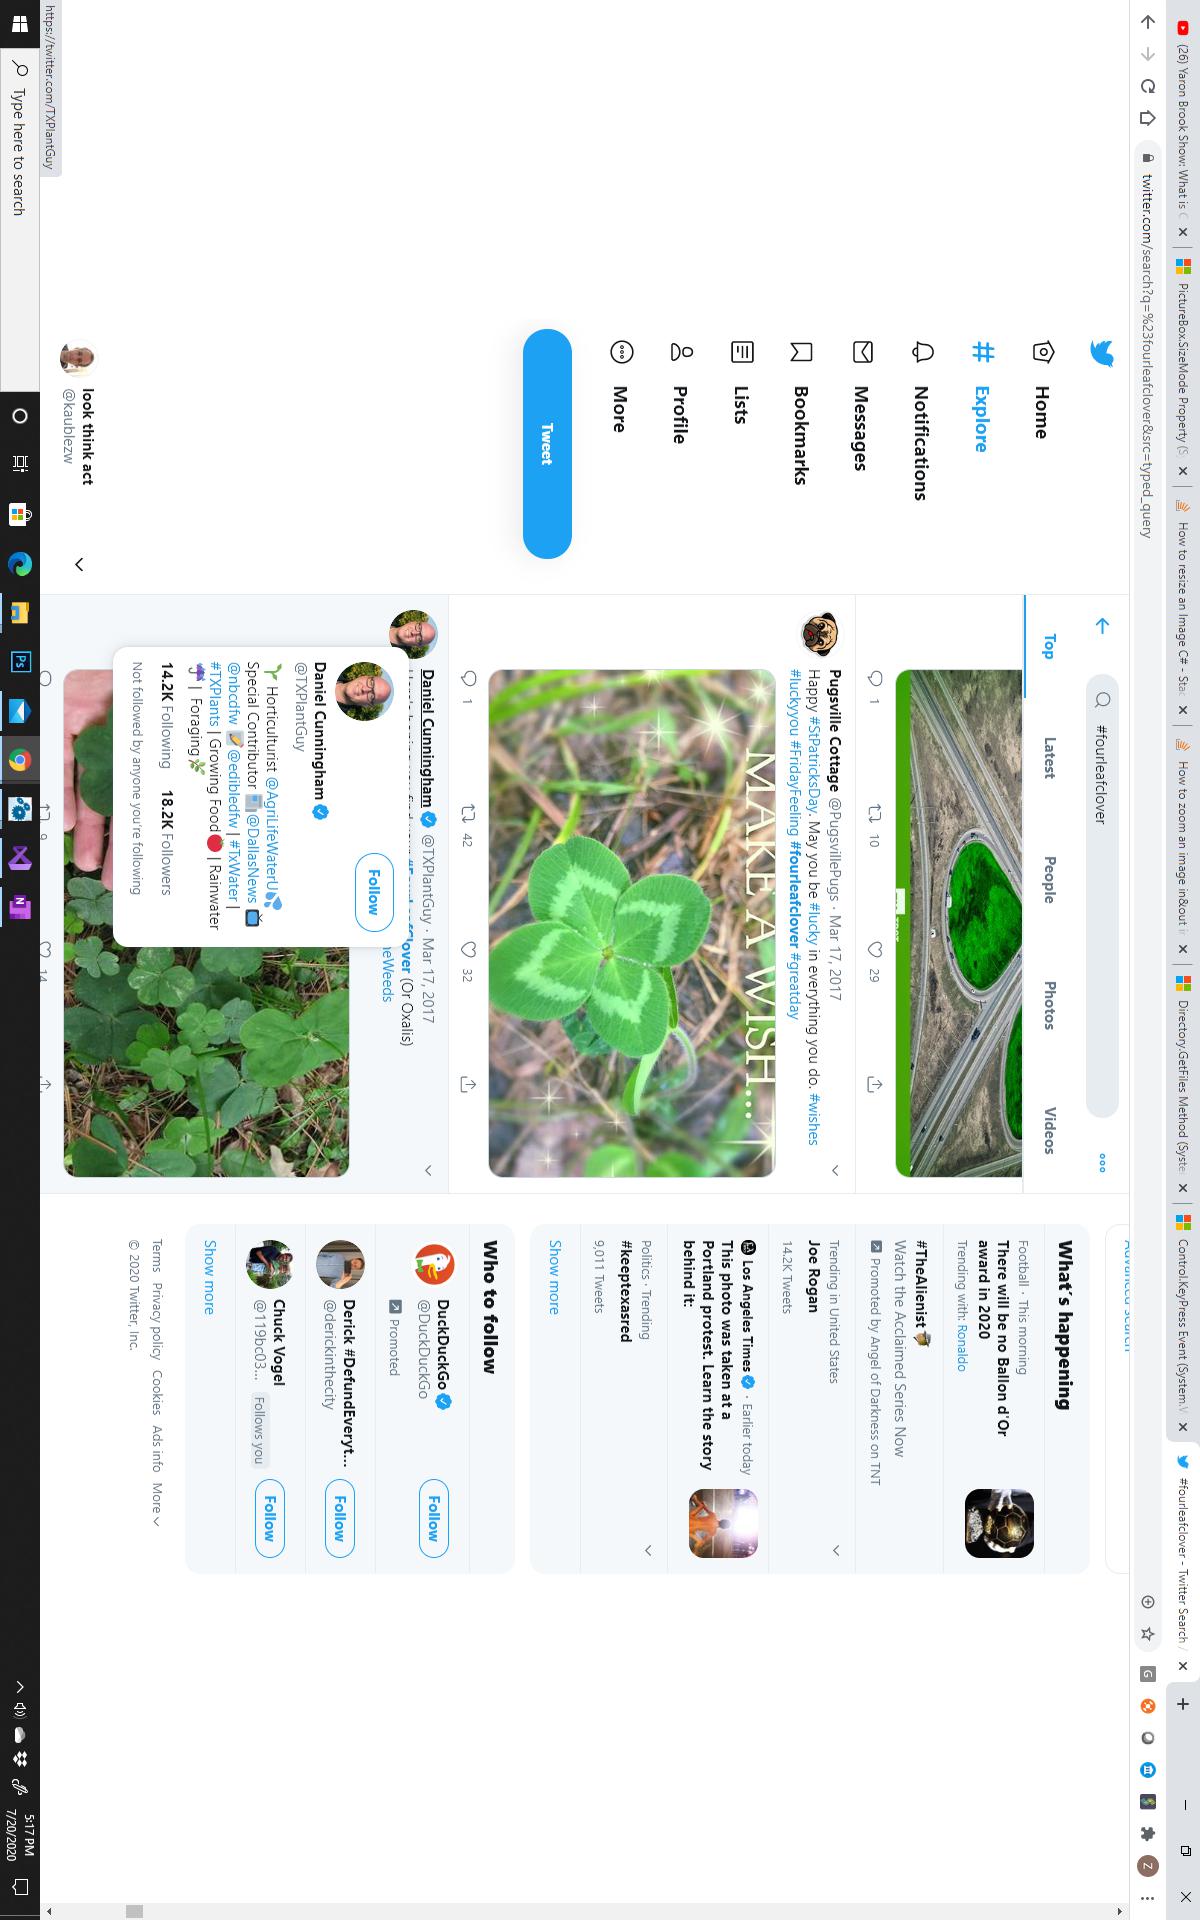 (26) Yaron Brook Show: What is
PictureBox.SizeMode Property (S
How to resize an Image C# - Stac
How to zoom an image in&out i
Directory.GetFiles Method (Syste
Control.KeyPress Event (System.
#fourleafclover - Twitter Search /
twitter.com/search?q=%23fourleafclover&src=typed_query
Home
Explore
Notifications
Messages
Bookmarks
Lists
Profile
More
Tweet
look think act
@kaublezw
#fourleafclover
Top
Latest
People
Photos
Videos
1
10
29
Pugsville Cottage @PugsvillePugs · Mar 17, 2017
Happy #StPatricksDay. May you be #lucky in everything you do. #wishes
#luckyyou #FridayFeeling #fourleafclover #greatday
MAKE A WISH...
1
42
32
Daniel Cunningham @TXPlantGuy · Mar 17, 2017
lover (Or Oxalis)
eWeeds
Follow
Daniel Cunningham
@TXPlantGuy
Horticulturist @AgriLifeWaterU
Special Contributor @DallasNews
@nbcdfw @edibledfw | #TxWater |
#TXPlants | Growing Food | Rainwater
| Foraging
14.2K Following 18.2K Followers
Not followed by anyone you're following
9
14
Advanced search
What's happening
Football · This morning
There will be no Ballon d'Or
award in 2020
Trending with: Ronaldo
#TheAlienist
Watch the Acclaimed Series Now
Promoted by Angel of Darkness on TNT
Trending in United States
Joe Rogan
14.2K Tweets
Los Angeles Times · Earlier today
This photo was taken at a
Portland protest. Learn the story
behind it:
Politics · Trending
#keeptexasred
9,011 Tweets
Show more
Who to follow
DuckDuckGo
@DuckDuckGo
Follow
Promoted
Derick #DefundEveryt...
@derickinthecity
Follow
Chuck Vogel
@119bc03... Follows you
Follow
Show more
Terms Privacy policy Cookies Ads info More
© 2020 Twitter, Inc.
https://twitter.com/TXPlantGuy
Type here to search
5:17 PM
7/20/2020